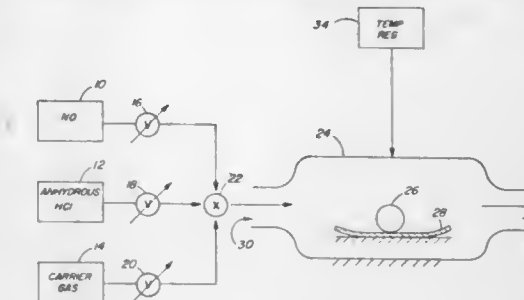 34
TEMP
REG
10
NO
16
V
12
ANHYDROUS
HCl
18
V
22
X
24
26
28
30
14
CARRIER
GAS
20
V